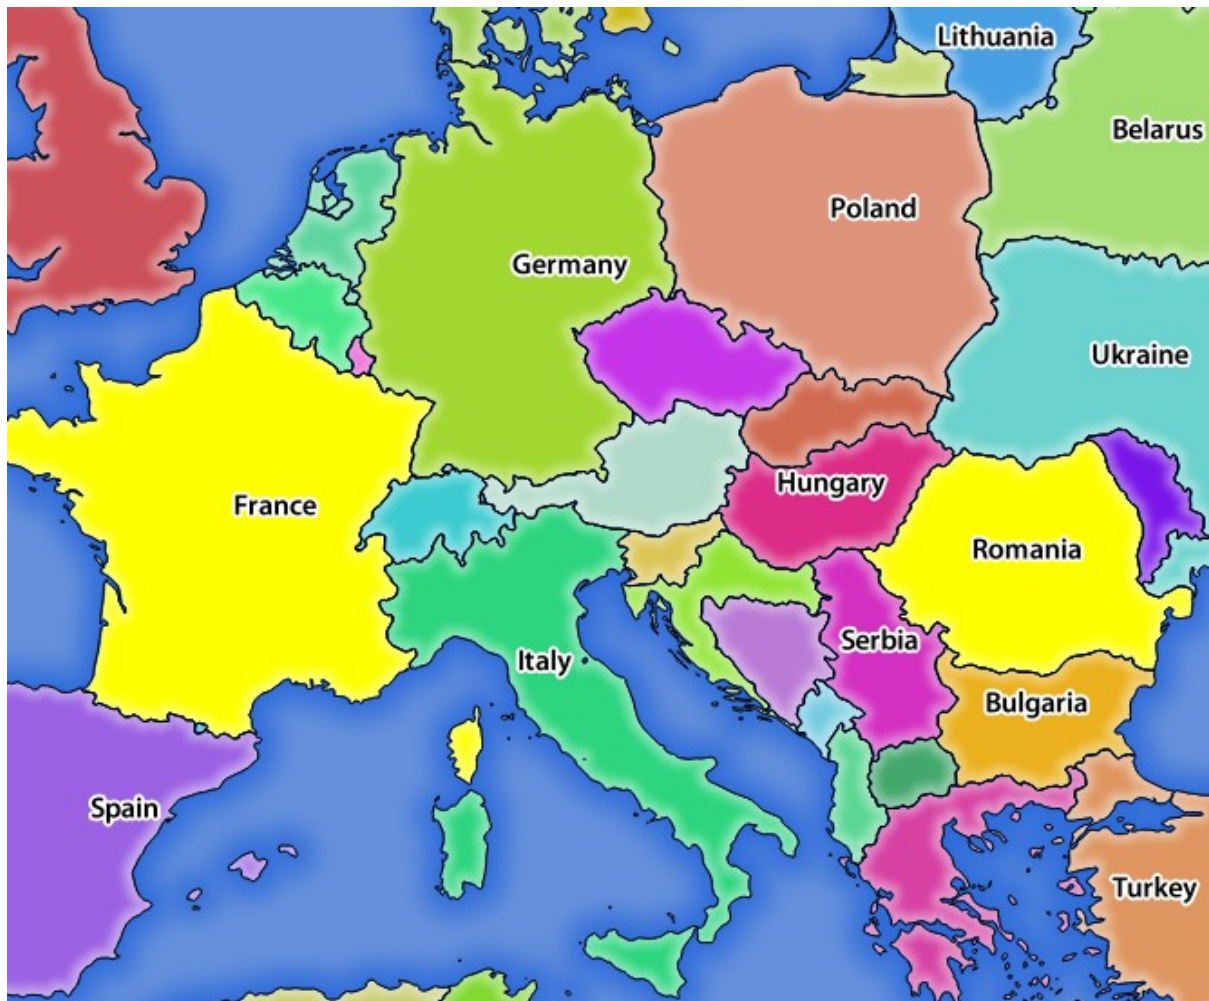 Lithuania
Belarus
Poland
Germany
Ukraine
Hungary
France
Romania
Serbia
Italy
Bulgaria
Spain
Turkey